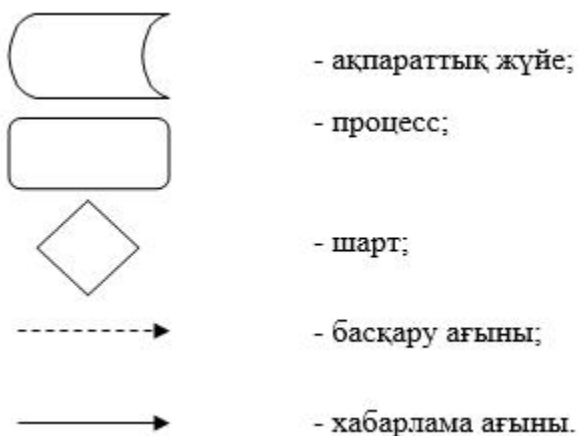 - ақпараттық жүйе;
- процесс;
- шарт;
- басқару ағыны;
- хабарлама ағыны.